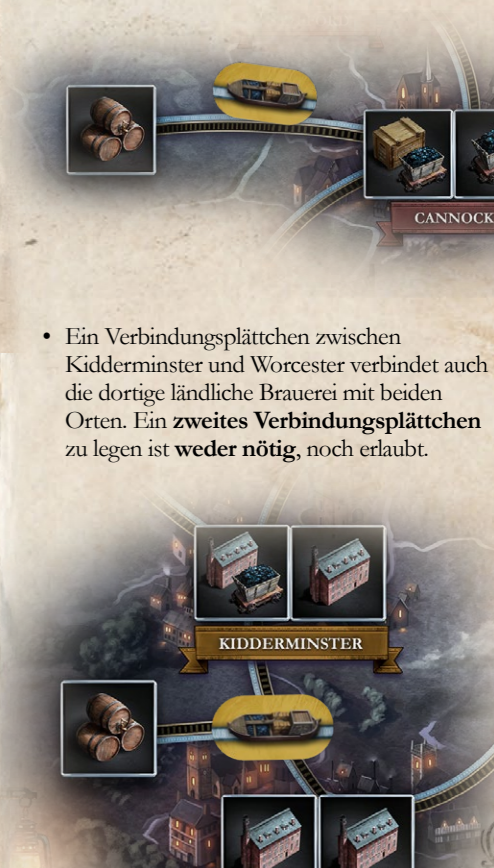 CANNOCK
• Ein Verbindungsplättchen zwischen
Kidderminster und Worcester verbindet auch
die dortige ländliche Brauerei mit beiden
Orten. Ein zweites Verbindungsplättchen
zu legen ist weder nötig, noch erlaubt.
KIDDERMINSTER